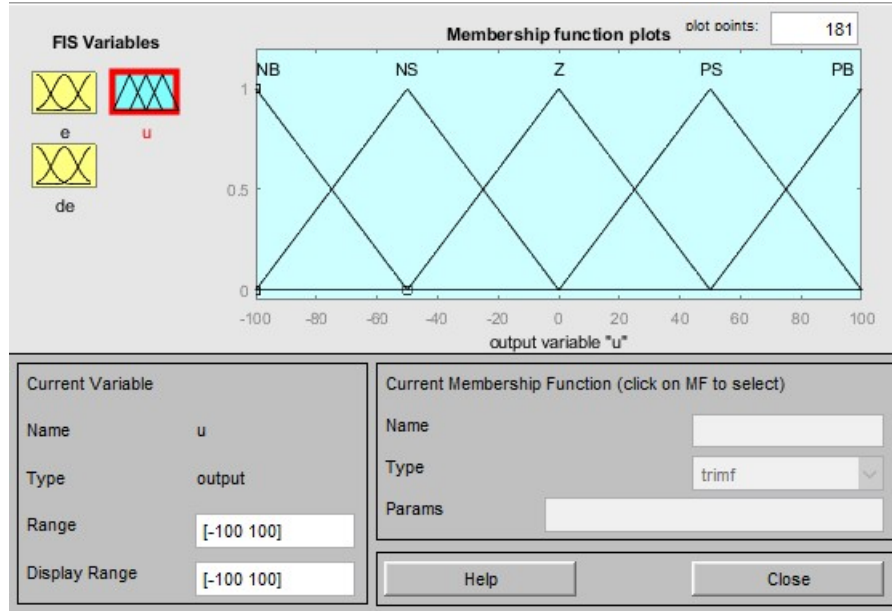 FIS Variables
Membership function plots
plot points:
181
e
u
de
NB
NS
Z
PS
PB
1
0.5
0
-100
-80
-60
-40
-20
0
20
40
60
80
100
output variable "u"
Current Variable
Name
u
Type
output
Range
[-100 100]
Display Range
[-100 100]
Current Membership Function (click on MF to select)
Name
Type
trimf
Params
Help
Close